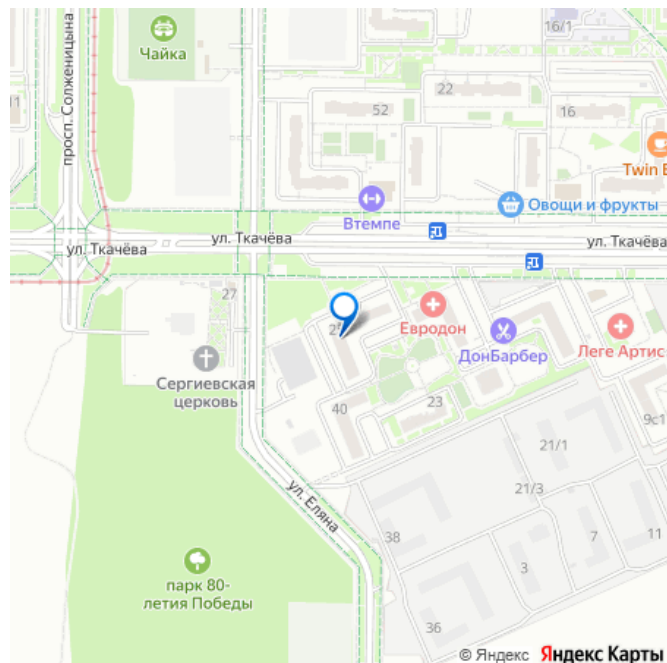 Чайка
16/1
11
просп. Солженицына
22
52
16
Twin
Втемпе
Овощи и фрукты
ул. Ткачёва
ул. Ткачёва
ул. Ткачёва
27
Евродон
ДонБарбер
Леге Артис
Сергиевская
церковь
40
23
9с1
21/1
21/3
ул. Еляна
38
7
11
3
парк 80-
летия Победы
36
© Яндекс Яндекс Карты